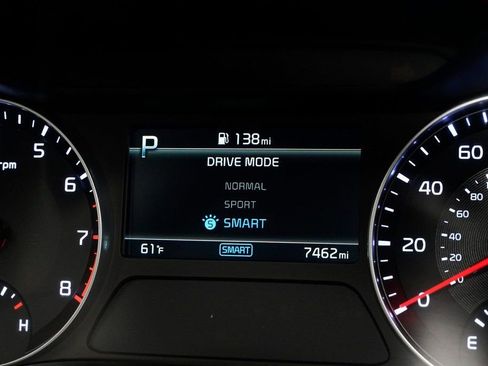 P
138mi
DRIVE MODE
NORMAL
SPORT
S SMART
61°F SMART 7462mi
rpm
5
6
7
8
H
60
40
20
0
80
60
40
20
0
E